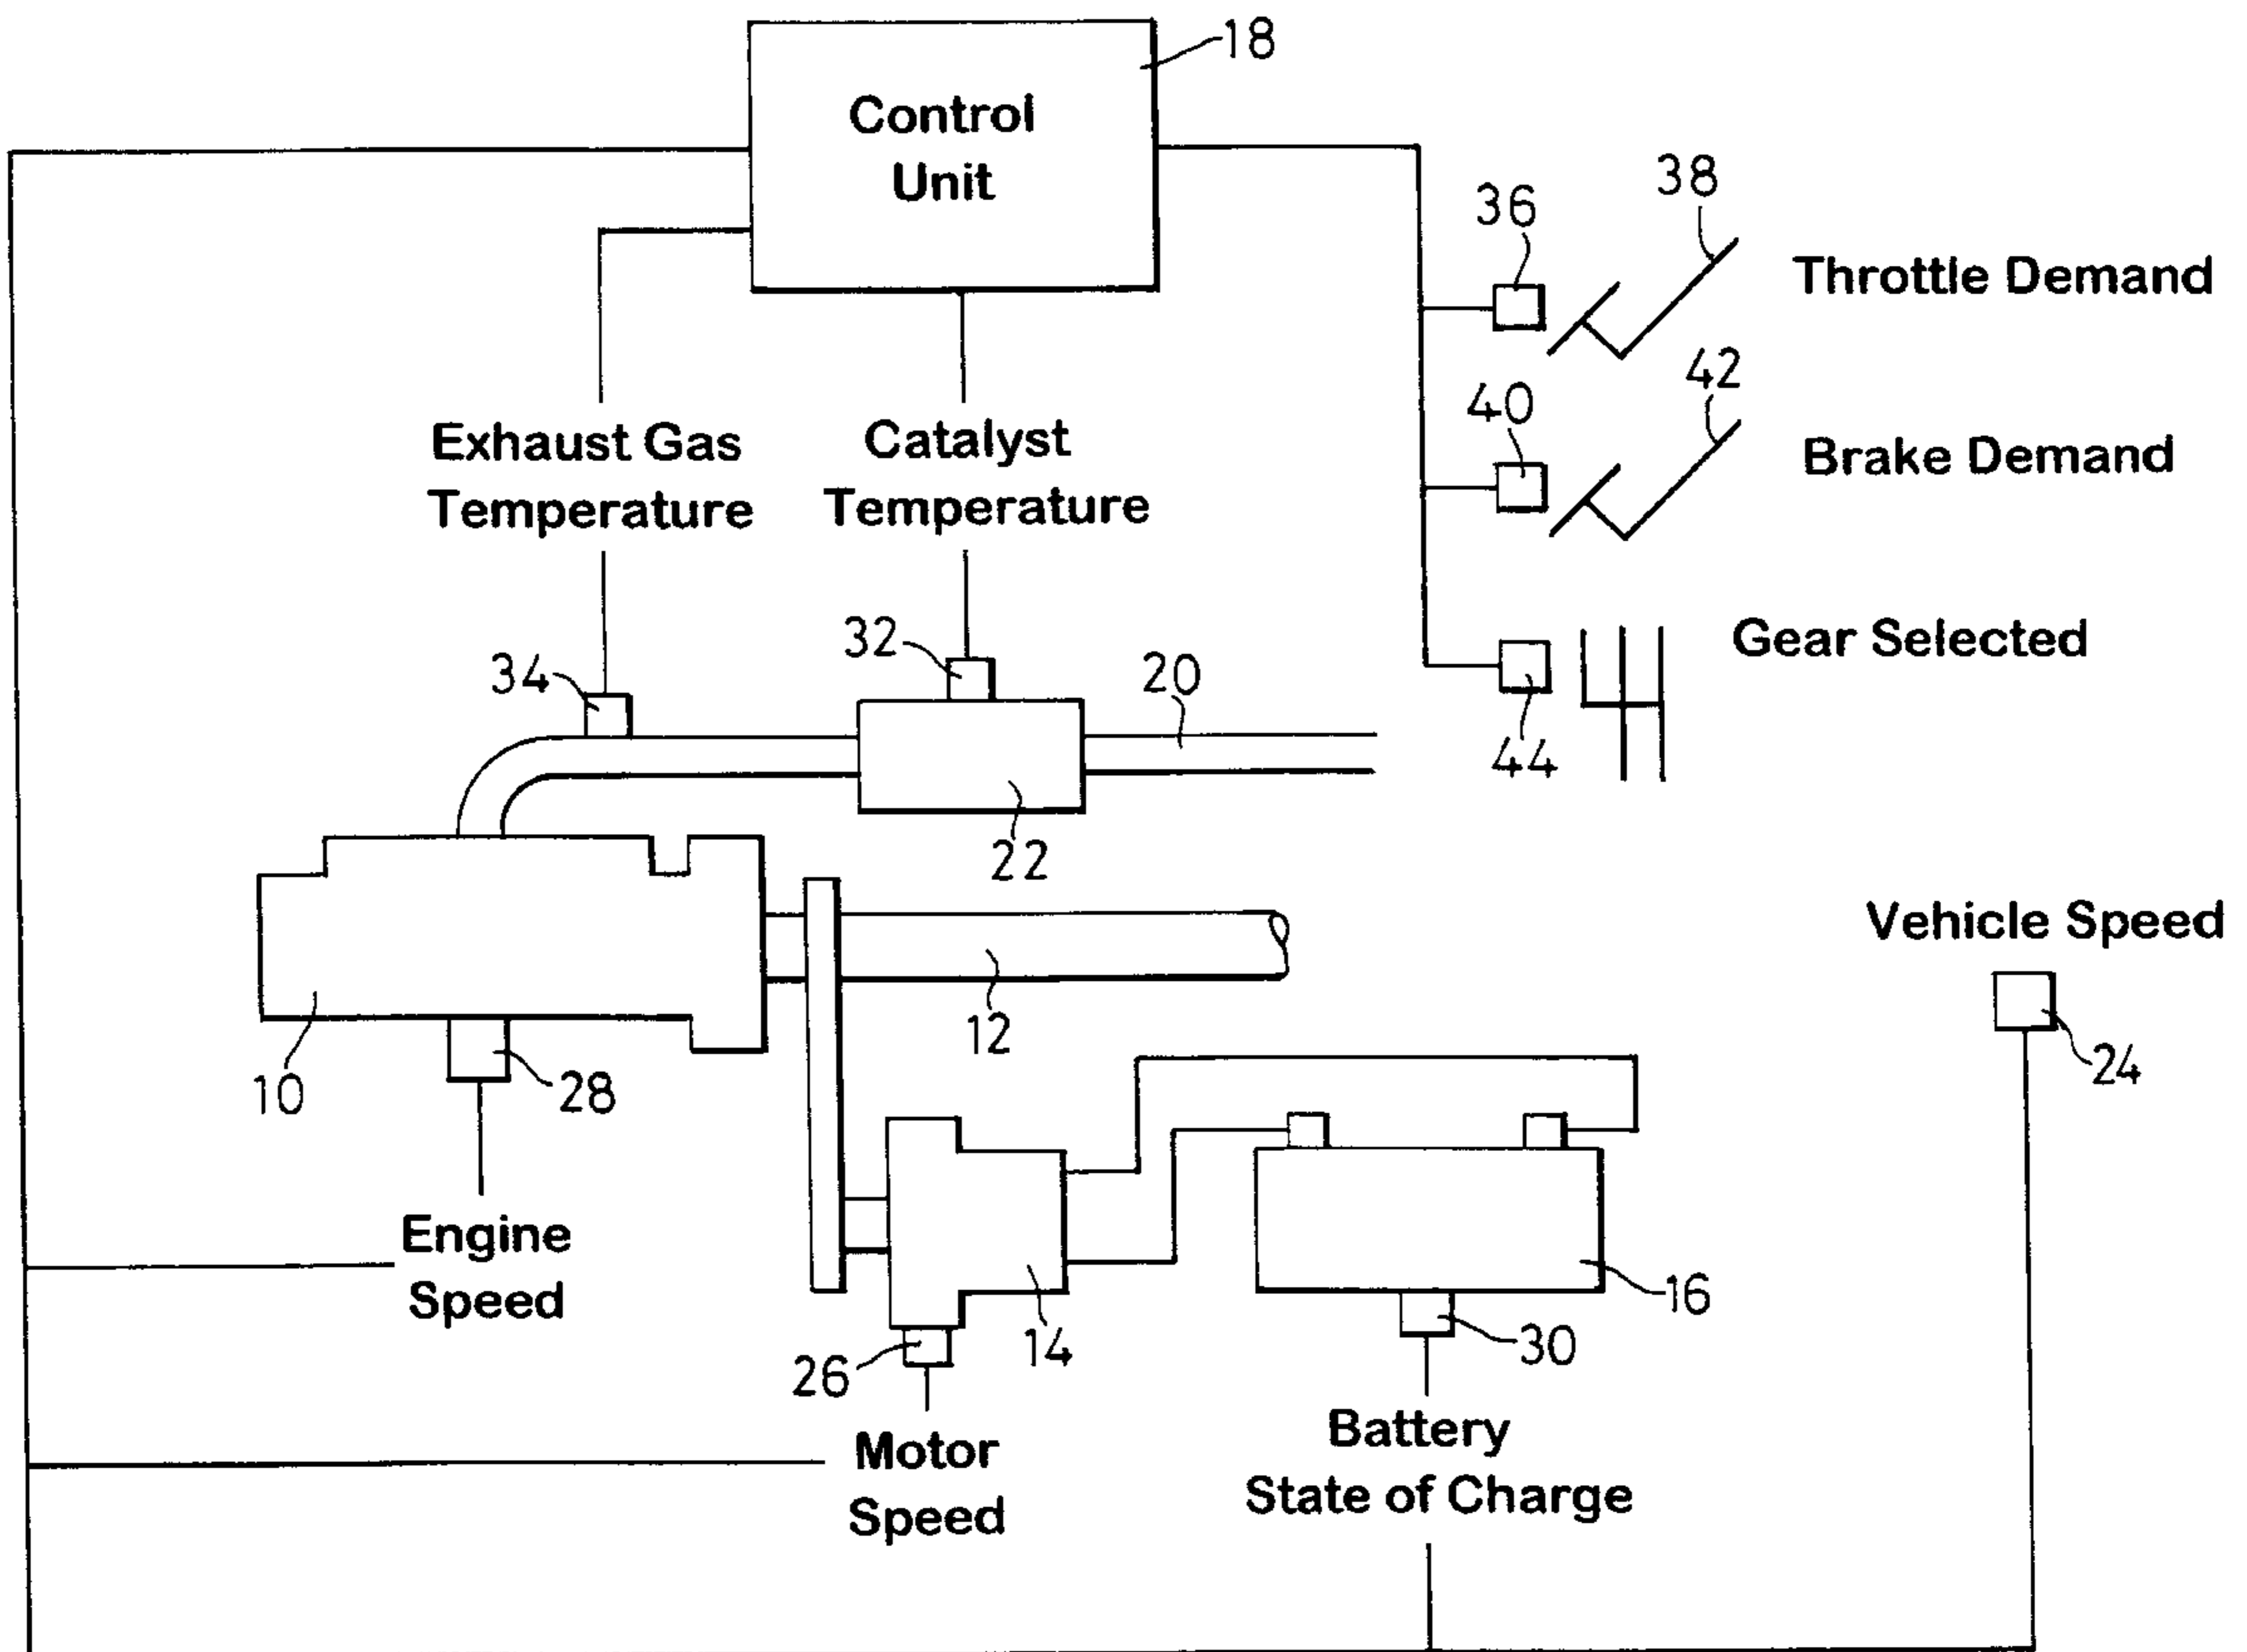 18
Control
Unit
38
36
Throttle Demand
42
40
Exhaust Gas
Temperature
Catalyst
Temperature
Brake Demand
Gear Selected
34
32
20
44
22
Vehicle Speed
12
24
10
28
Engine
Speed
16
14
30
26
Motor
Speed
Battery
State of Charge